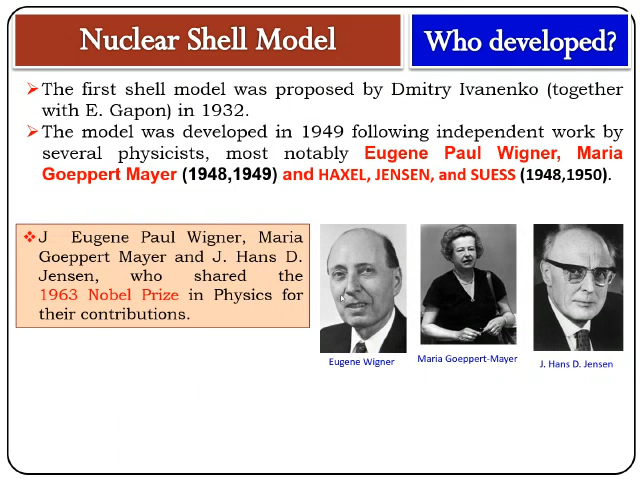 Nuclear Shell Model
Who developed?
➢The first shell model was proposed by Dmitry Ivanenko (together
with E. Gapon) in 1932.
➢The model was developed in 1949 following independent work by
several physicists, most notably Eugene Paul Wigner, Maria
Goeppert Mayer (1948,1949) and HAXEL, JENSEN, and SUESS (1948,1950).
❖J Eugene Paul Wigner, Maria
Goeppert Mayer and J. Hans D.
Jensen, who shared the
1963 Nobel Prize in Physics for
their contributions.
Eugene Wigner
Maria Goeppert-Mayer
J. Hans D. Jensen